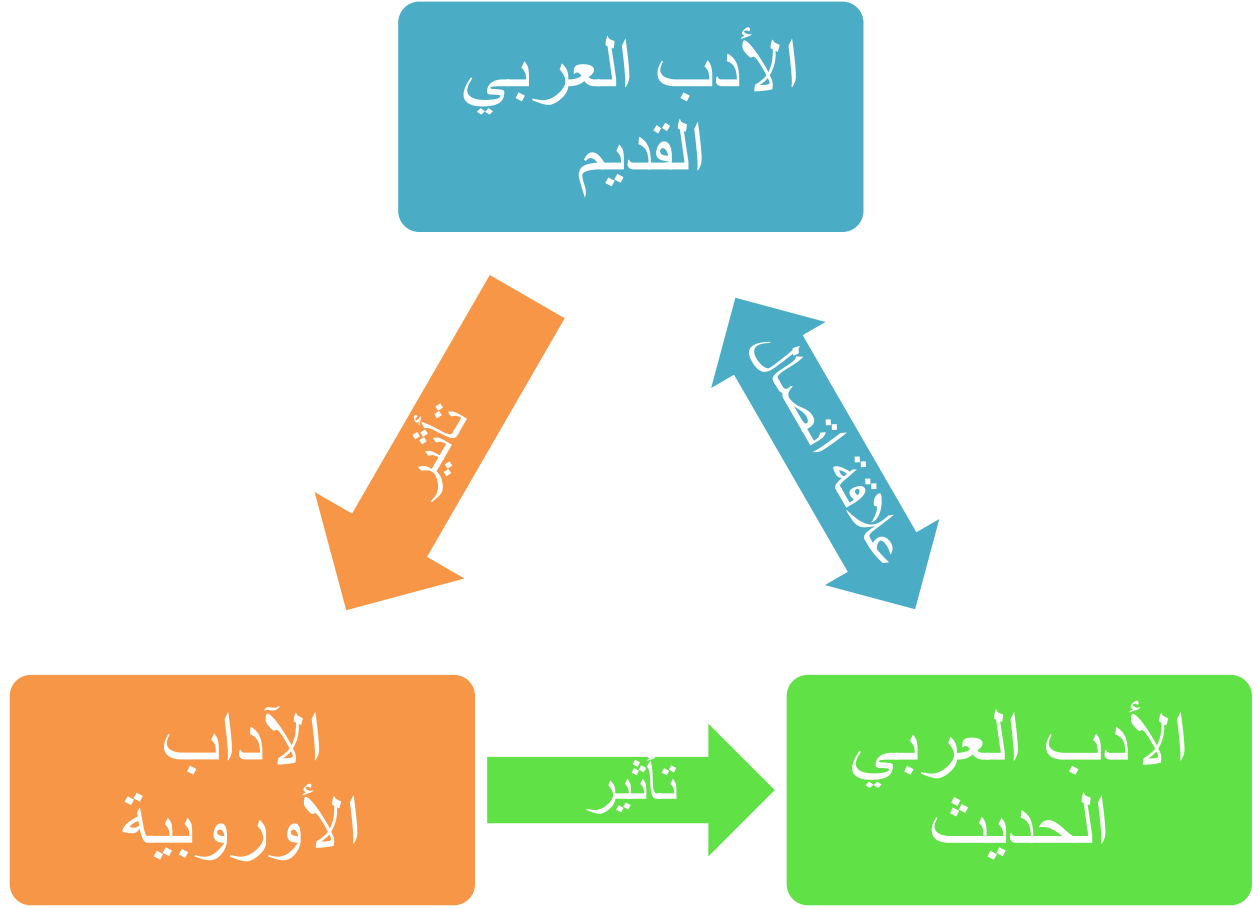 الأدب العربي
القديم
تأثير
علاقة اتصال
الآداب
الأوروبية
تأثير
الأدب العربي
الحديث